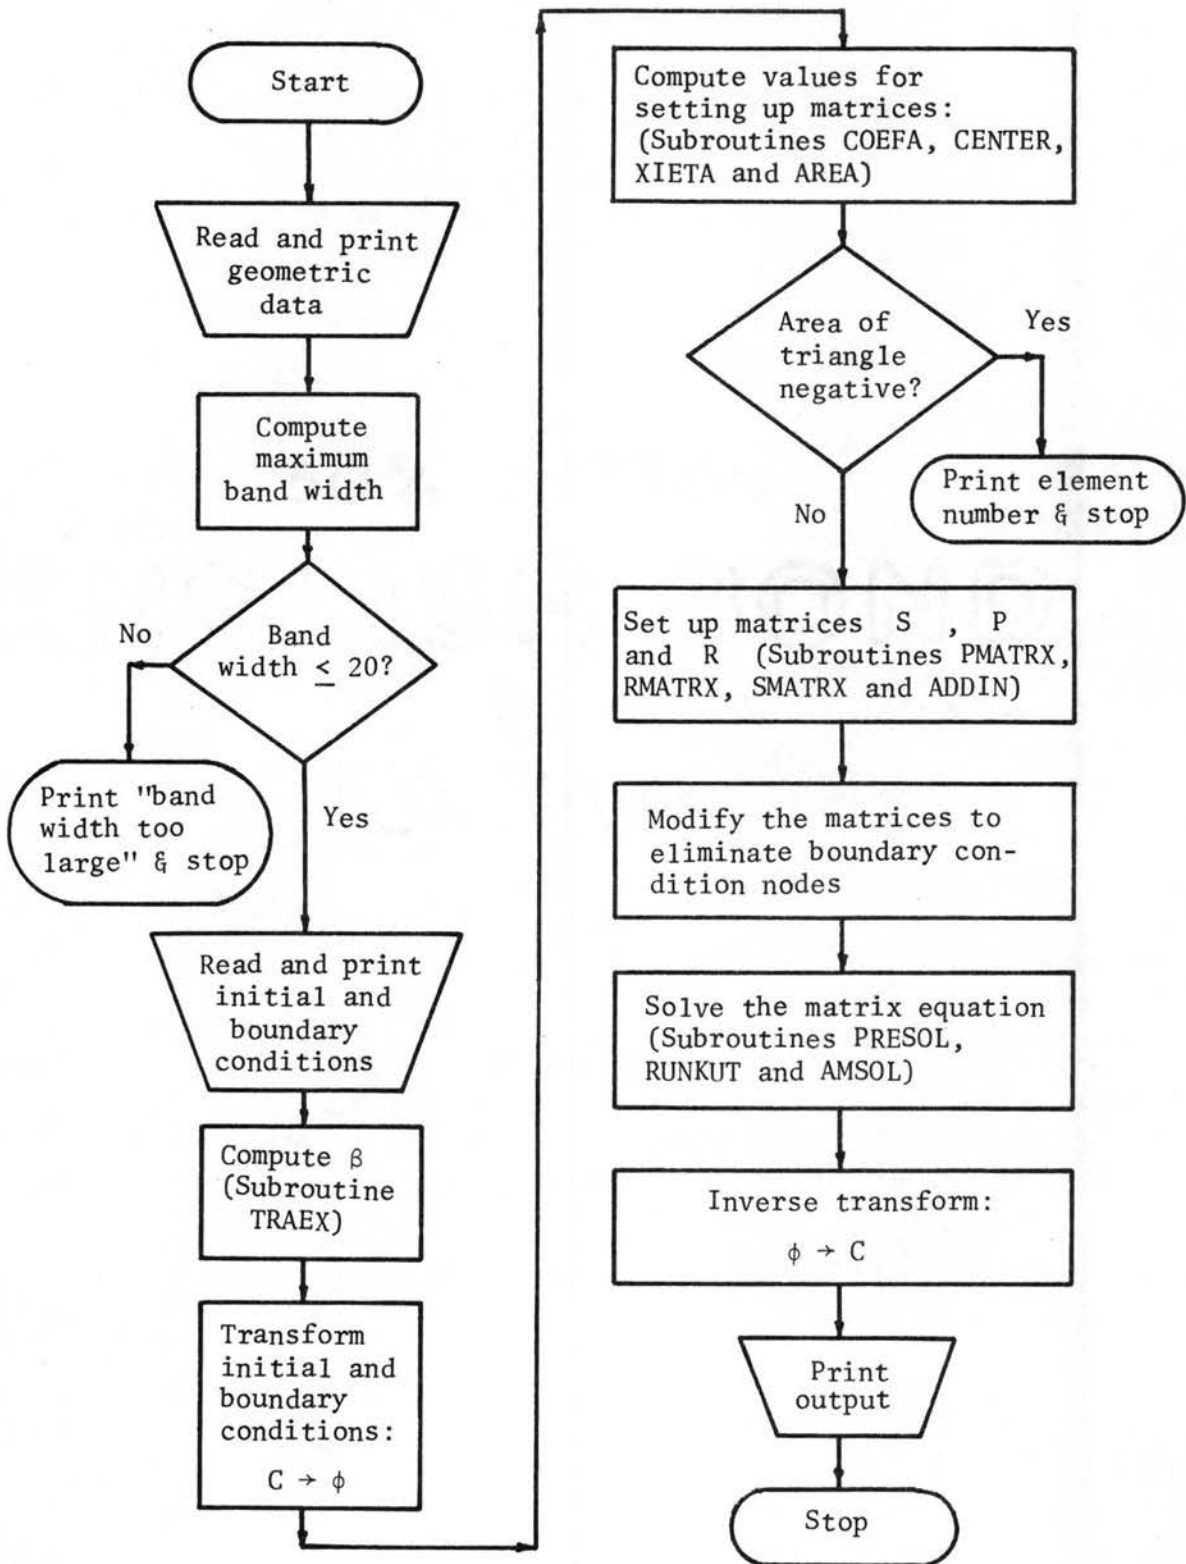 Start
Read and print
geometric
data
Compute
maximum
band width
Band
width ≤ 20?
No
Print "band
width too
large" & stop
Yes
Read and print
initial and
boundary
conditions
Compute β
(Subroutine
TRAEX)
Transform
initial and
boundary
conditions:
C → ϕ
Compute values for
setting up matrices:
(Subroutines COEFA, CENTER,
XIETA and AREA)
Area of
triangle
negative?
Yes
Print element
number & stop
No
Set up matrices S , P
and R (Subroutines PMATRX,
RMATRX, SMATRX and ADDIN)
Modify the matrices to
eliminate boundary con-
dition nodes
Solve the matrix equation
(Subroutines PRESOL,
RUNKUT and AMSOL)
Inverse transform:
ϕ → C
Print
output
Stop